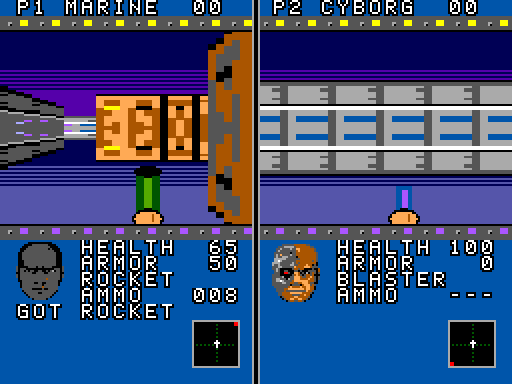 P1 MARINE 00
P2 CYBORG 00
HEALTH 65
ARMOR 50
ROCKET
AMMO 008
GOT ROCKET
HEALTH 100
ARMOR 0
BLASTER
AMMO ---